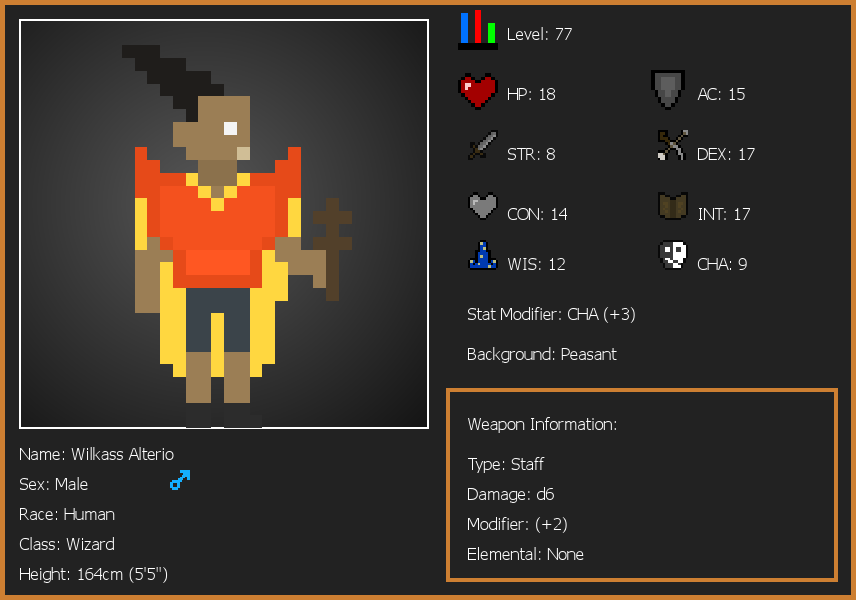 Level: 77
HP: 18
AC: 15
STR: 8
DEX: 17
CON: 14
INT: 17
WIS: 12
CHA: 9
Stat Modifier: CHA (+3)
Background: Peasant
Weapon Information:
Type: Staff
Damage: d6
Modifier: (+2)
Elemental: None
Name: Wilkass Alterio
Sex: Male
Race: Human
Class: Wizard
Height: 164cm (5'5")